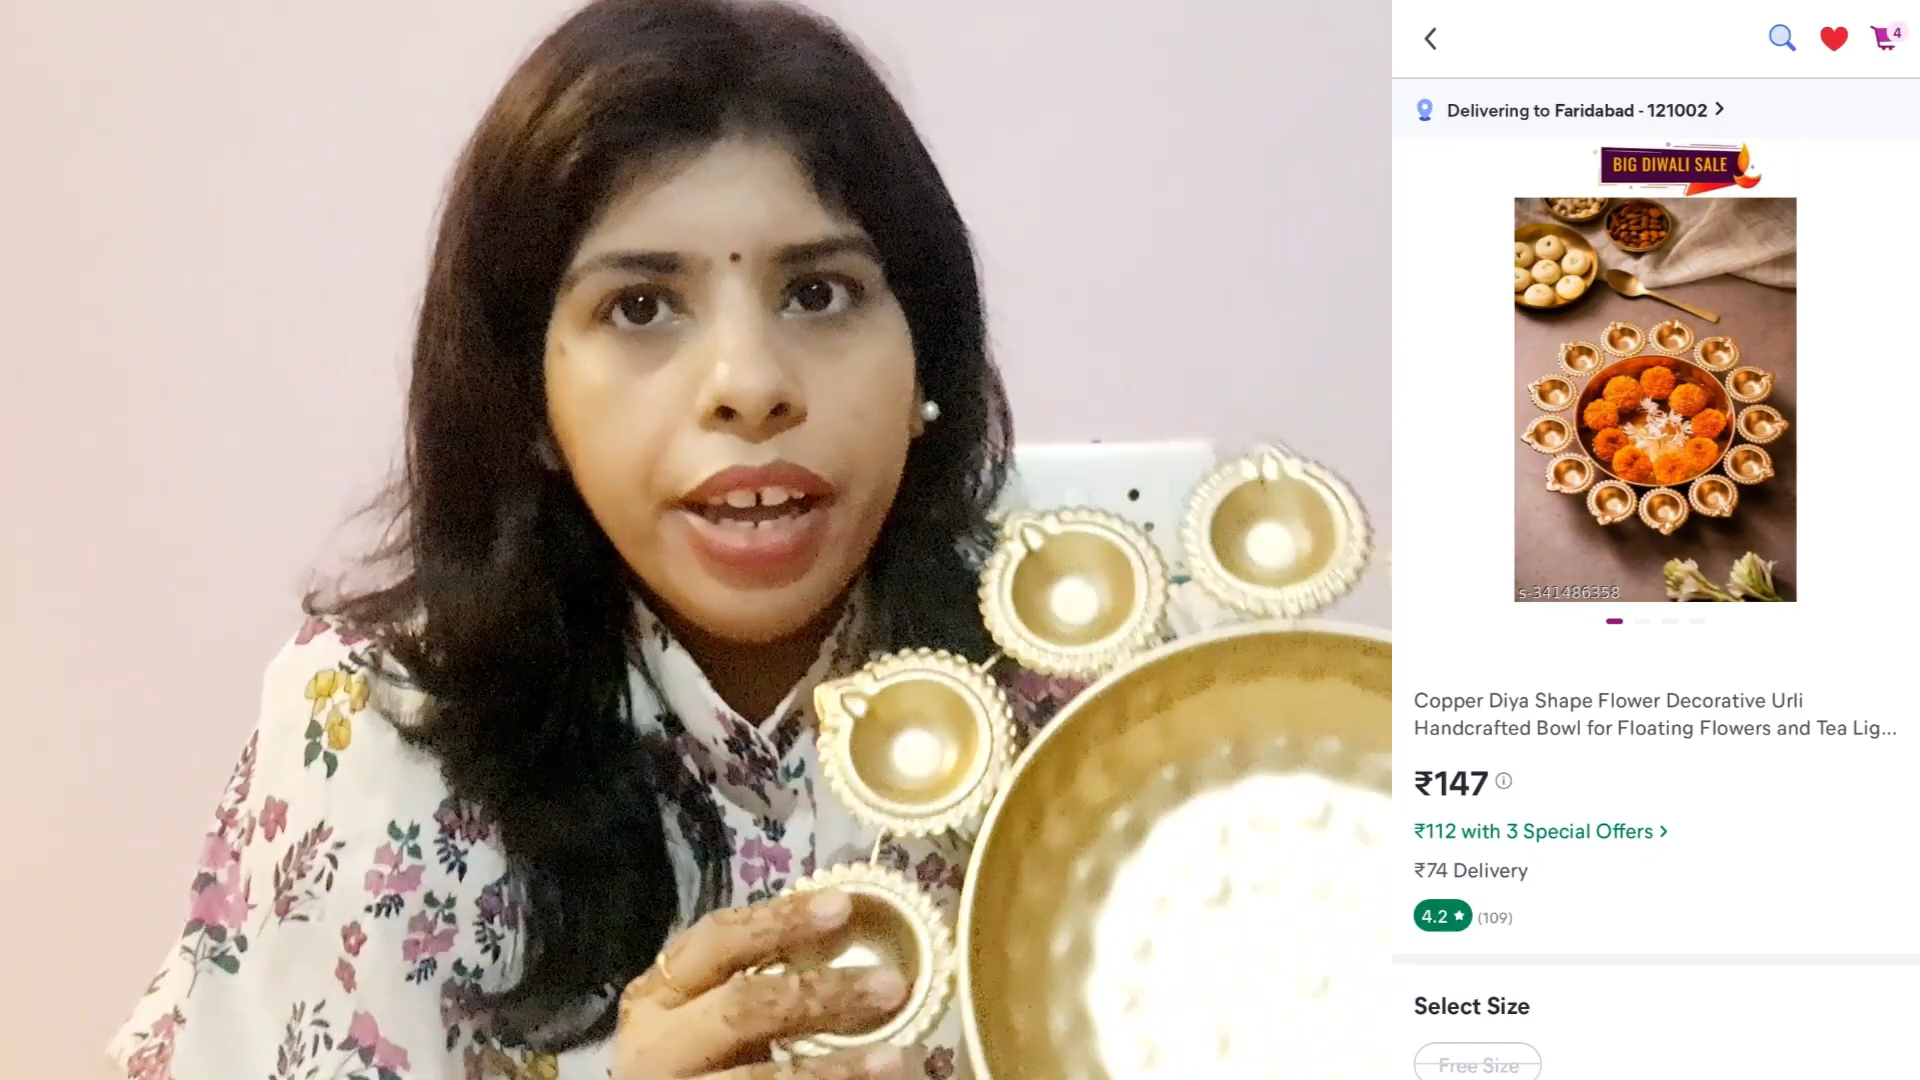 4
Delivering to Faridabad - 121002
BIG DIWALI SALE
s-341486358
Copper Diya Shape Flower Decorative Urli
Handcrafted Bowl for Floating Flowers and Tea Lig...
₹147
₹112 with 3 Special Offers
₹74 Delivery
4.2 ★ (109)
Select Size
Free Size